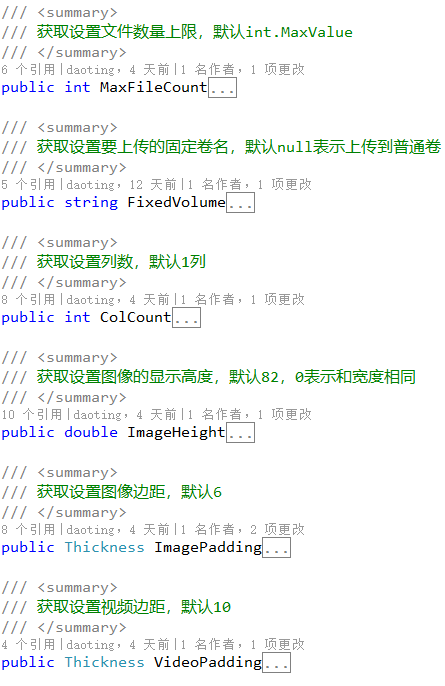 /// <summary>
/// 获取设置文件数量上限，默认int.MaxValue
/// </summary>
6 个引用|daoting，4 天前|1 名作者，1 项更改
public int MaxFileCount...
/// <summary>
/// 获取设置要上传的固定卷名，默认null表示上传到普通卷
/// </summary>
5 个引用|daoting，12 天前|1 名作者，1 项更改
public string FixedVolume...
/// <summary>
/// 获取设置列数，默认1列
/// </summary>
8 个引用|daoting，4 天前|1 名作者，1 项更改
public int ColCount...
/// <summary>
/// 获取设置图像的显示高度，默认82，0表示和宽度相同
/// </summary>
10 个引用|daoting，4 天前|1 名作者，1 项更改
public double ImageHeight...
/// <summary>
/// 获取设置图像边距，默认6
/// </summary>
8 个引用|daoting，4 天前|1 名作者，2 项更改
public Thickness ImagePadding...
/// <summary>
/// 获取设置视频边距，默认10
/// </summary>
4 个引用|daoting，4 天前|1 名作者，1 项更改
public Thickness VideoPadding...